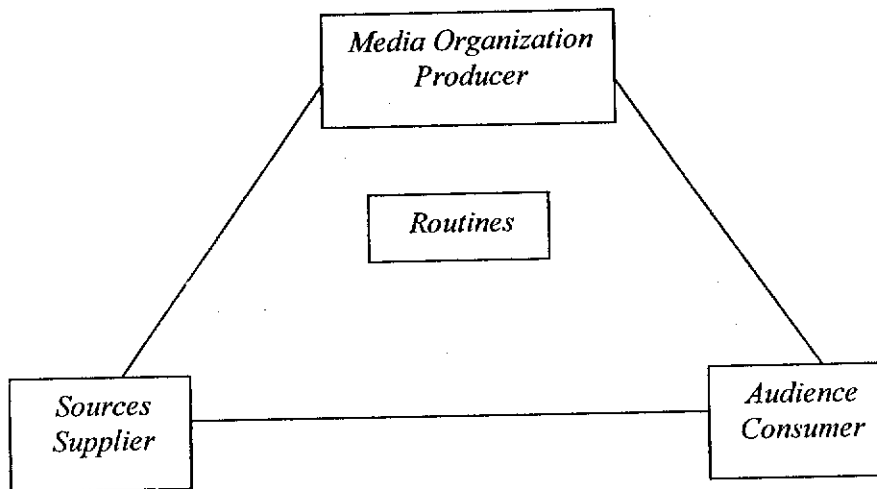 Media Organization
Producer
Routines
Sources
Supplier
Audience
Consumer